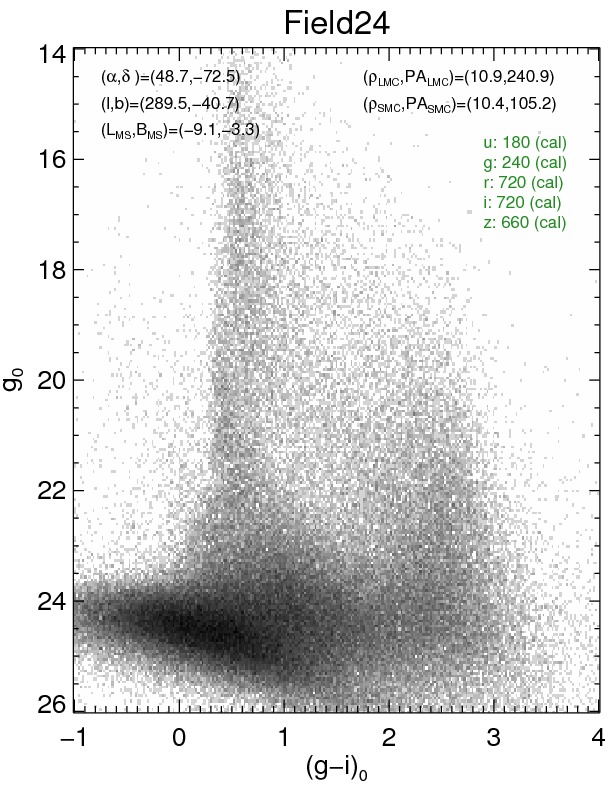 Field24
(α,δ )=(48.7,−72.5)
(l,b)=(289.5,−40.7)
(LMS,BMS)=(−9.1,−3.3)
(ρLMC,PALMC)=(10.9,240.9)
(ρSMC,PASMC)=(10.4,105.2)
u: 180 (cal)
g: 240 (cal)
r: 720 (cal)
i: 720 (cal)
z: 660 (cal)
14
16
18
20
22
24
26
g0
−1 0 1 2 3 4
(g−i)0